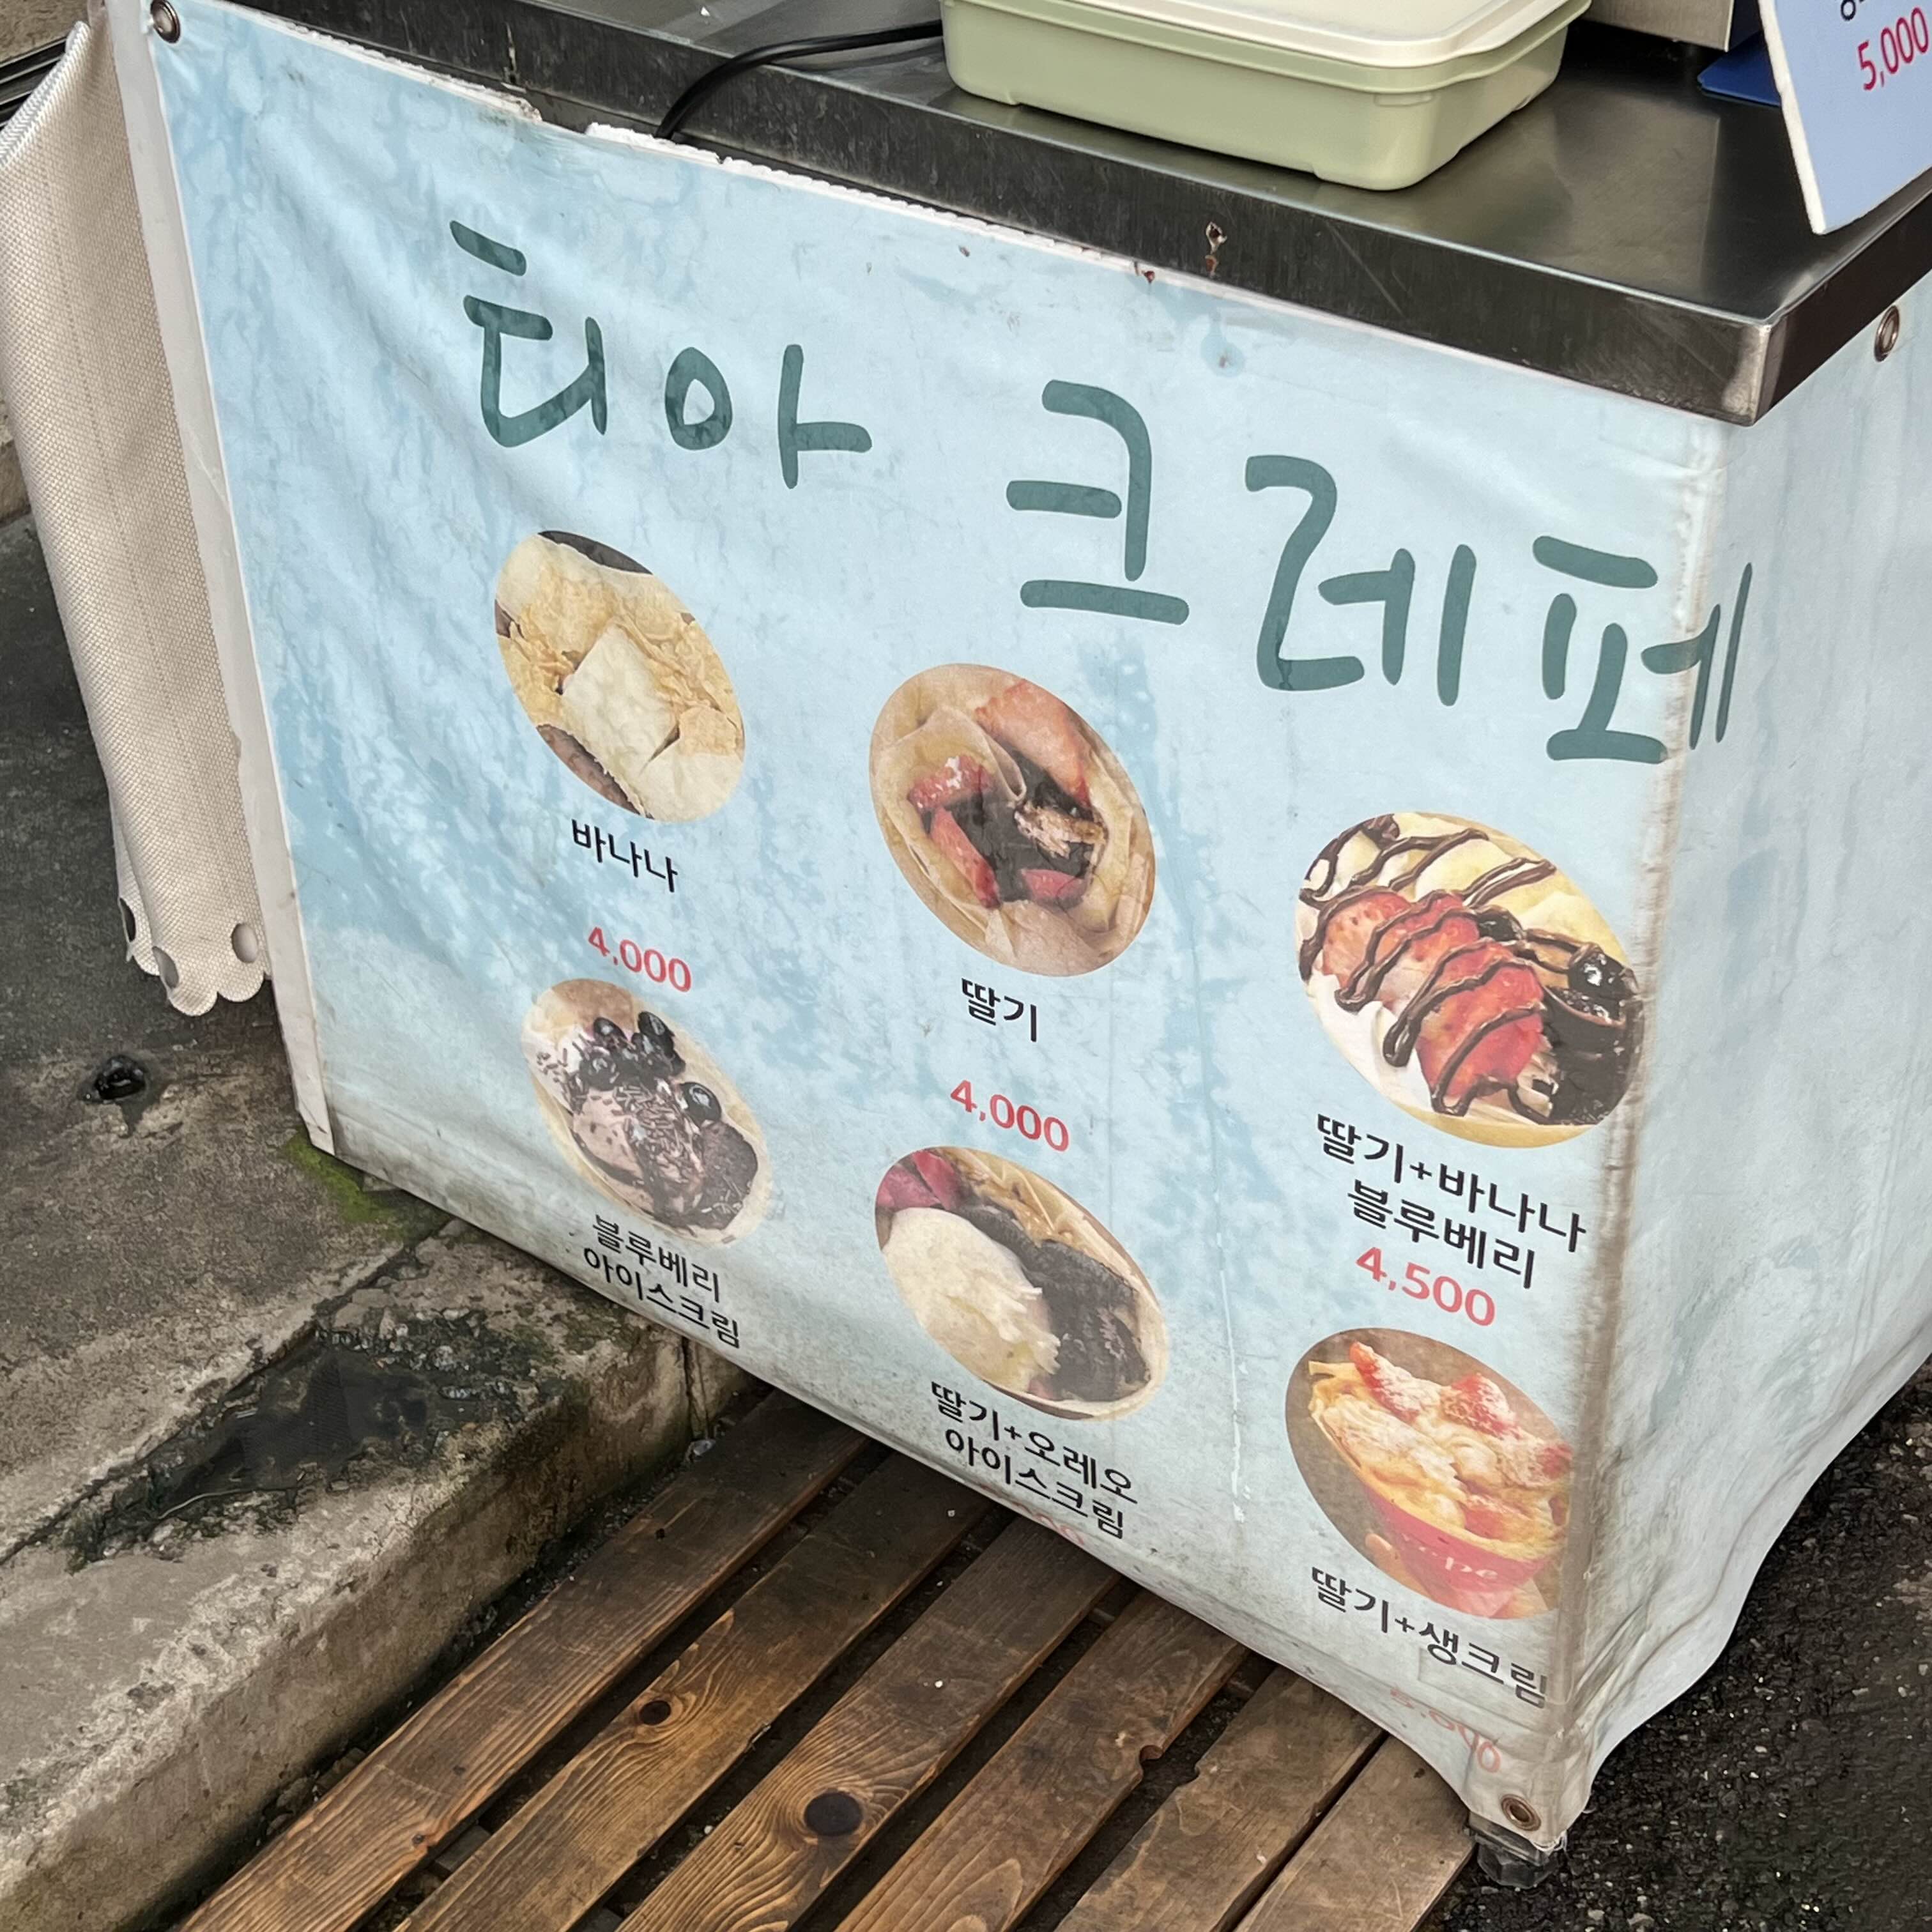 5,000
티아 크레페
바나나
4,000
딸기
4,000
딸기+바나나
블루베리
4,500
블루베리
아이스크림
딸기+오레오
아이스크림
딸기+생크림